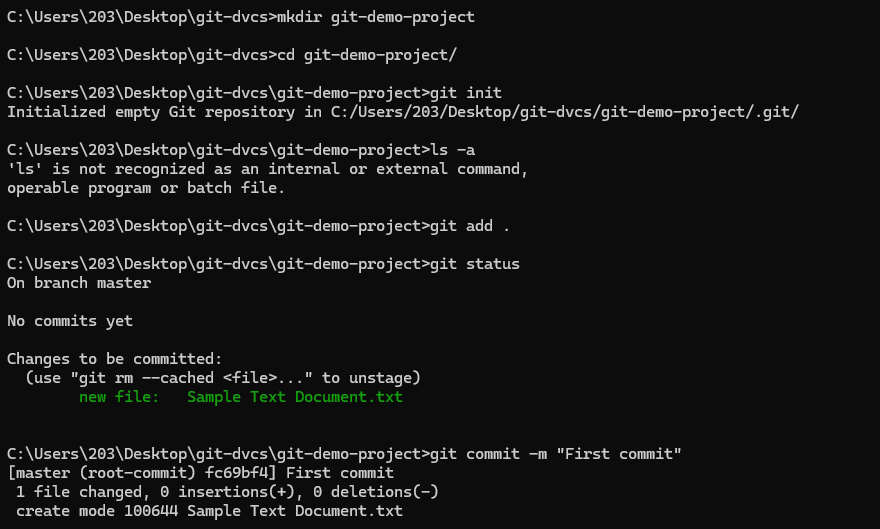 C:\Users\203\Desktop\git-dvcs>mkdir git-demo-project
C:\Users\203\Desktop\git-dvcs>cd git-demo-project/
C:\Users\203\Desktop\git-dvcs\git-demo-project>git init
Initialized empty Git repository in C:/Users/203/Desktop/git-dvcs/git-demo-project/.git/
C:\Users\203\Desktop\git-dvcs\git-demo-project>ls -a
'ls' is not recognized as an internal or external command,
operable program or batch file.
C:\Users\203\Desktop\git-dvcs\git-demo-project>git add .
C:\Users\203\Desktop\git-dvcs\git-demo-project>git status
On branch master
No commits yet
Changes to be committed:
  (use "git rm --cached <file>..." to unstage)
        new file:   Sample Text Document.txt
C:\Users\203\Desktop\git-dvcs\git-demo-project>git commit -m "First commit"
[master (root-commit) fc69bf4] First commit
 1 file changed, 0 insertions(+), 0 deletions(-)
 create mode 100644 Sample Text Document.txt